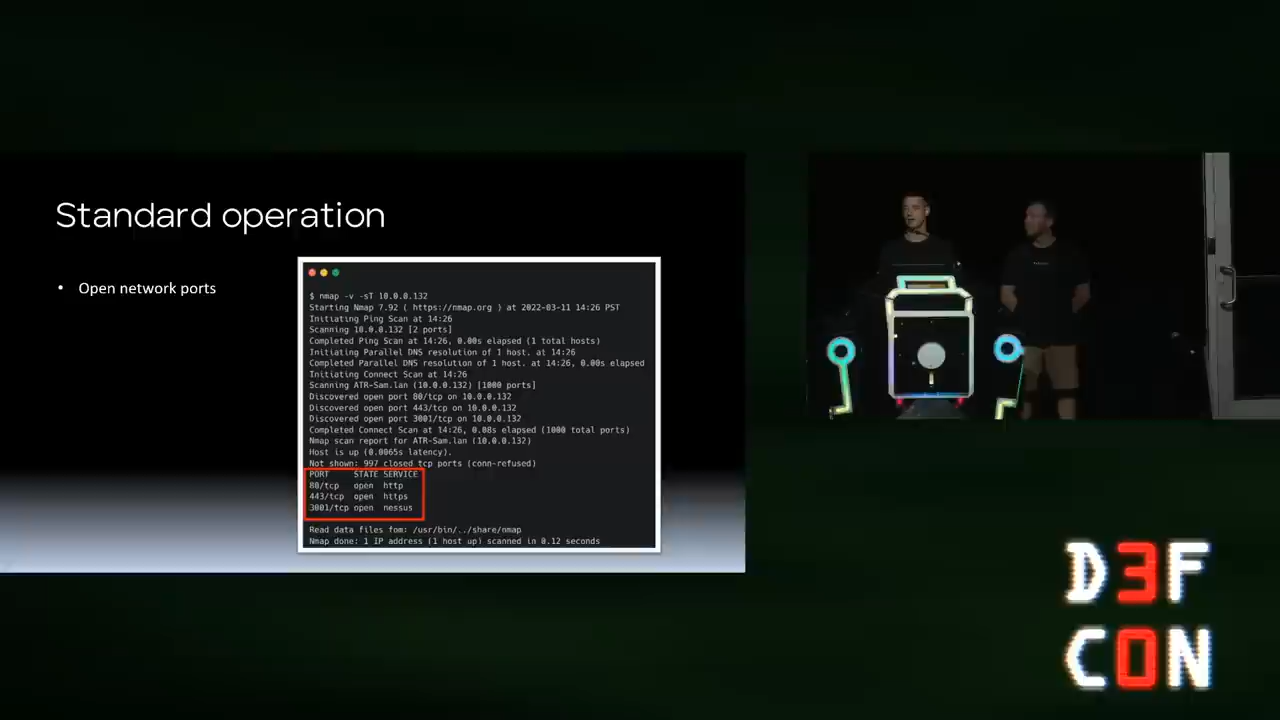 Standard operation
• Open network ports
$ nmap -v -sT 10.0.0.132
Starting Nmap 7.92 ( https://nmap.org ) at 2022-03-11 14:26 PST
Initiating Ping Scan at 14:26
Scanning 10.0.0.132 [2 ports]
Completed Ping Scan at 14:26, 0.00s elapsed (1 total hosts)
Initiating Parallel DNS resolution of 1 host. at 14:26
Completed Parallel DNS resolution of 1 host. at 14:26, 0.00s elapsed
Initiating Connect Scan at 14:26
Scanning ATR-Sam.lan (10.0.0.132) [1000 ports]
Discovered open port 80/tcp on 10.0.0.132
Discovered open port 443/tcp on 10.0.0.132
Discovered open port 3001/tcp on 10.0.0.132
Completed Connect Scan at 14:26, 0.08s elapsed (1000 total ports)
Nmap scan report for ATR-Sam.lan (10.0.0.132)
Host is up (0.0065s latency).
Not shown: 997 closed tcp ports (conn-refused)
PORT STATE SERVICE
80/tcp open http
443/tcp open https
3001/tcp open nessus
Read data files fom: /usr/bin/../share/nmap
Nmap done: 1 IP address (1 host up) scanned in 0.12 seconds
D3F
C0N